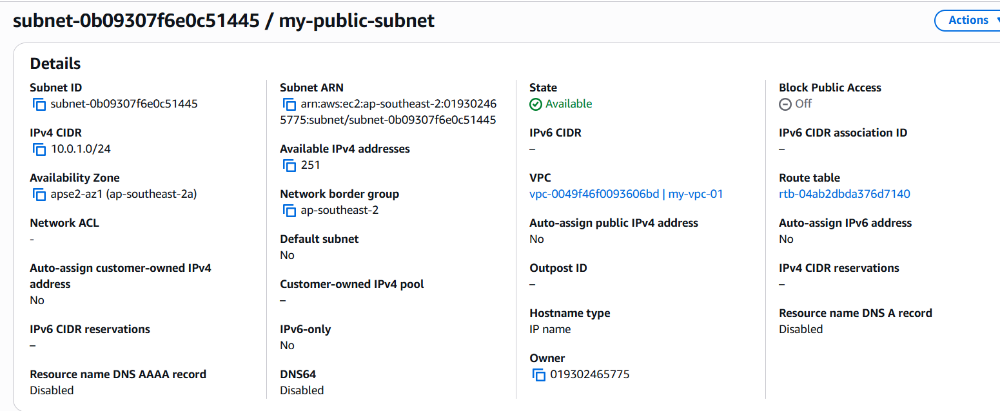 subnet-0b09307f6e0c51445 / my-public-subnet
Actions
Details
Subnet ID
subnet-0b09307f6e0c51445
IPv4 CIDR
10.0.1.0/24
Availability Zone
apse2-az1 (ap-southeast-2a)
Network ACL
-
Auto-assign customer-owned IPv4
address
No
IPv6 CIDR reservations
–
Resource name DNS AAAA record
Disabled
Subnet ARN
arn:aws:ec2:ap-southeast-2:01930246
5775:subnet/subnet-0b09307f6e0c51445
Available IPv4 addresses
251
Network border group
ap-southeast-2
Default subnet
No
Customer-owned IPv4 pool
–
IPv6-only
No
DNS64
Disabled
State
Available
IPv6 CIDR
–
VPC
vpc-0049f46f0093606bd | my-vpc-01
Auto-assign public IPv4 address
No
Outpost ID
–
Hostname type
IP name
Owner
019302465775
Block Public Access
Off
IPv6 CIDR association ID
–
Route table
rtb-04ab2dbda376d7140
Auto-assign IPv6 address
No
IPv4 CIDR reservations
–
Resource name DNS A record
Disabled